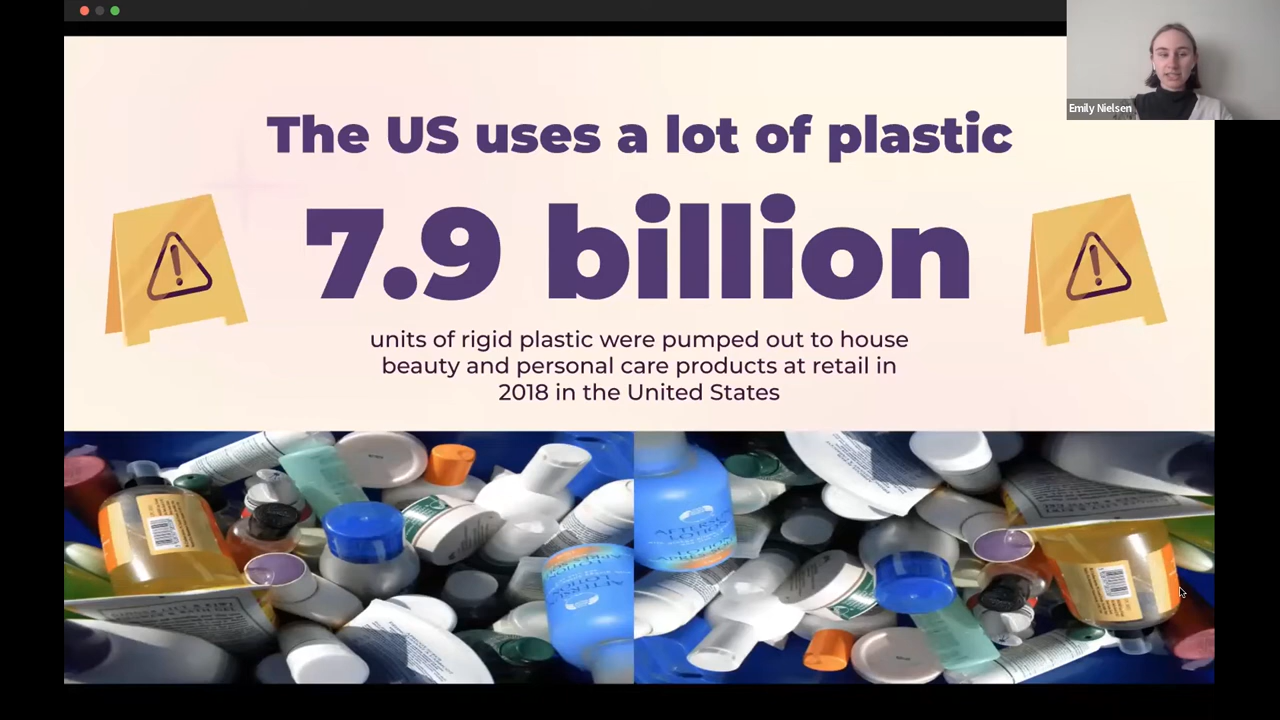 Emily Nielsen
The US uses a lot of plastic
7.9 billion
units of rigid plastic were pumped out to house
beauty and personal care products at retail in
2018 in the United States